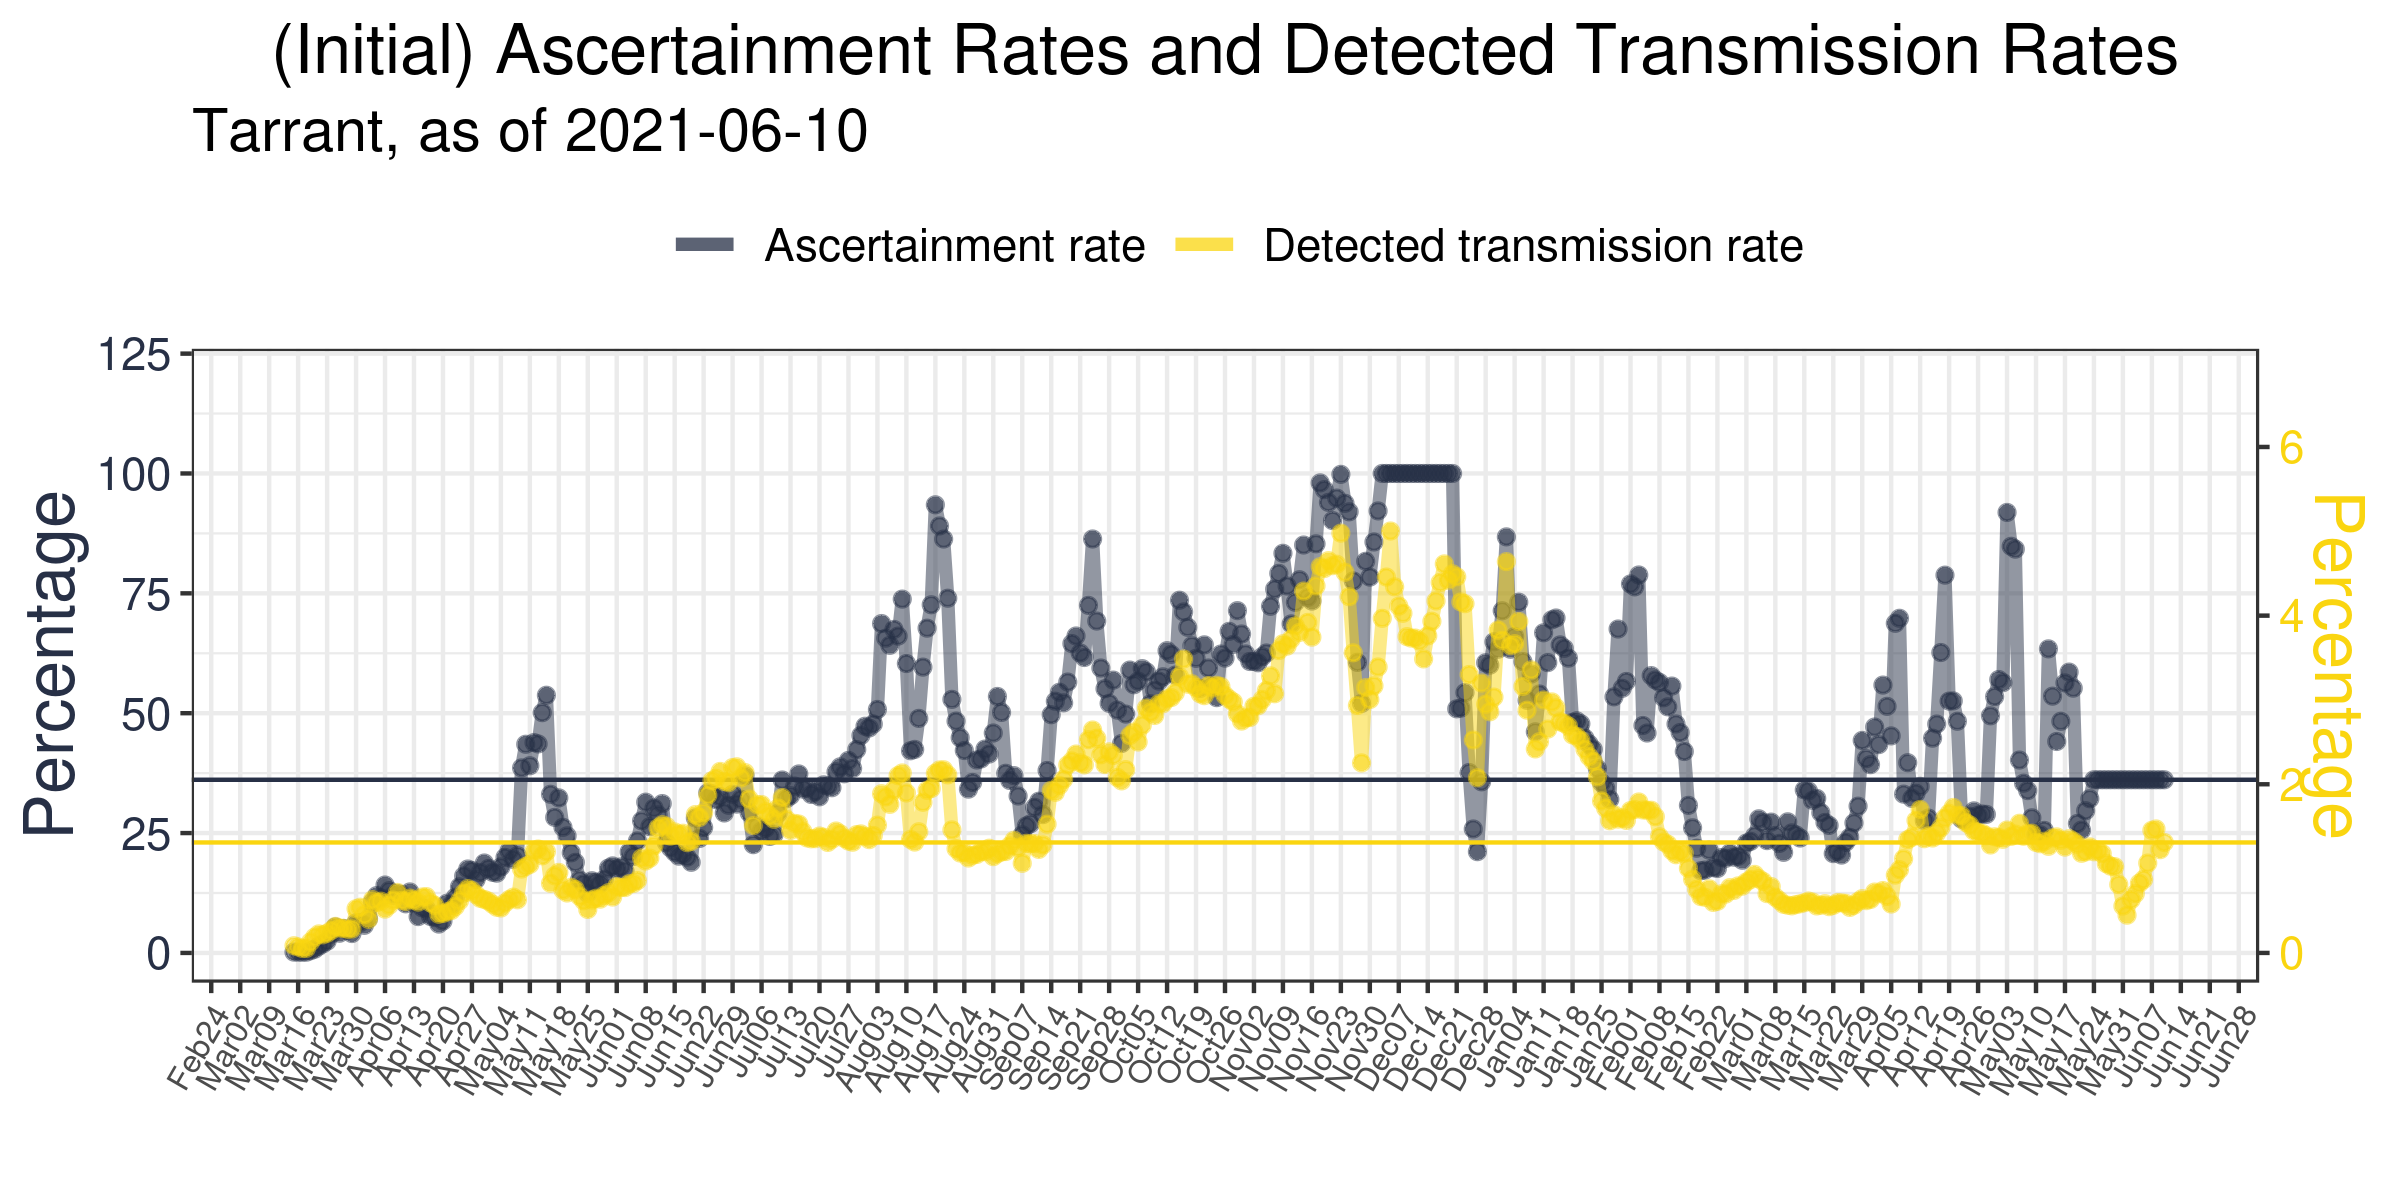 (Initial) Ascertainment Rates and Detected Transmission Rates
Tarrant, as of 2021-06-10
Ascertainment rate
Detected transmission rate
Percentage
125
100
75
50
25
0
6
4
2
0
Percentage
Feb24
Mar02
Mar09
Mar16
Mar23
Mar30
Apr06
Apr13
Apr20
Apr27
May04
May11
May18
May25
Jun01
Jun08
Jun15
Jun22
Jun29
Jul06
Jul13
Jul20
Jul27
Aug03
Aug10
Aug17
Aug24
Aug31
Sep07
Sep14
Sep21
Sep28
Oct05
Oct12
Oct19
Oct26
Nov02
Nov09
Nov16
Nov23
Nov30
Dec07
Dec14
Dec21
Dec28
Jan04
Jan11
Jan18
Jan25
Feb01
Feb08
Feb15
Feb22
Mar01
Mar08
Mar15
Mar22
Mar29
Apr05
Apr12
Apr19
Apr26
May03
May10
May17
May24
May31
Jun07
Jun14
Jun21
Jun28